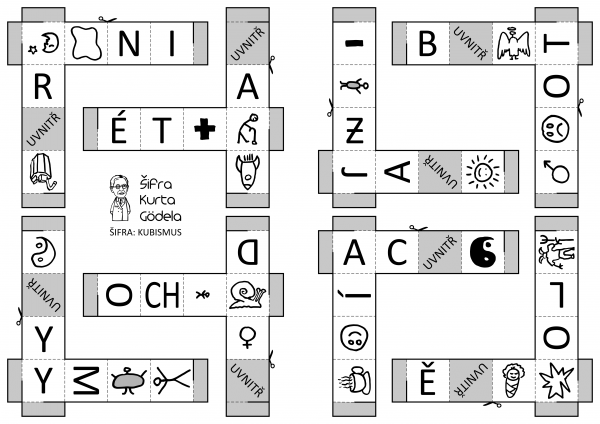 N I UVNITŘ
R A
UVNITŘ É T +
Šifra
Kurta
Gödela
ŠIFRA: KUBISMUS
D
UVNITŘ O CH
Y
Y M UVNITŘ
I B UVNITŘ T
O
Ž
J A UVNITŘ
A C UVNITŘ
Í L
O
Ě UVNITŘ